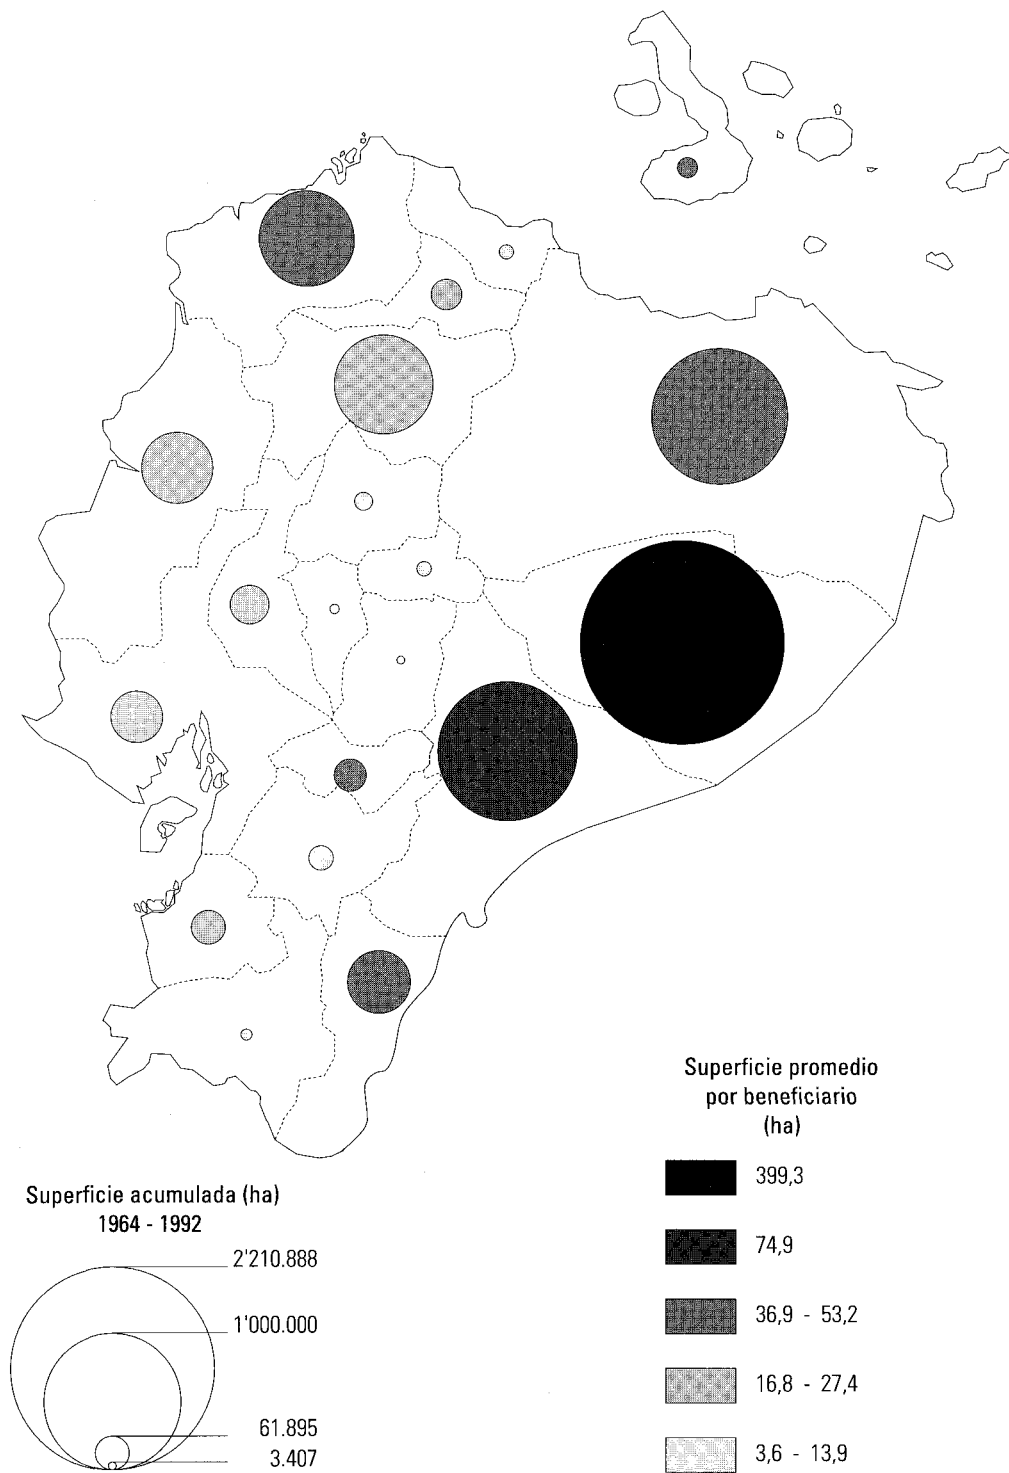 Superficie promedio
por beneficiario
(ha)
399,3
74,9
36,9 - 53,2
16,8 - 27,4
3,6 - 13,9
Superficie acumulada (ha)
1964 - 1992
2'210.888
1'000.000
61.895
3.407